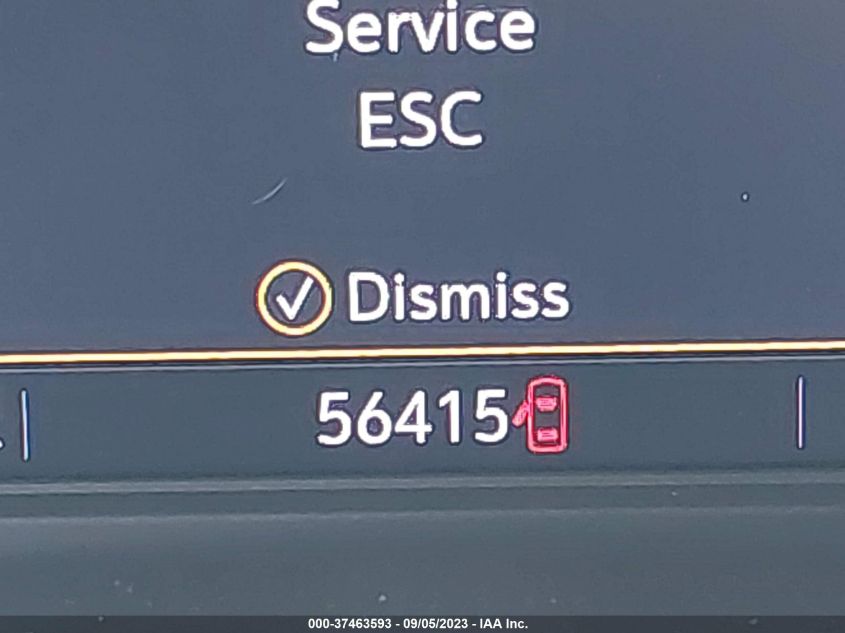 Service
ESC
Dismiss
56415
000-37463593 - 09/05/2023 - IAA Inc.